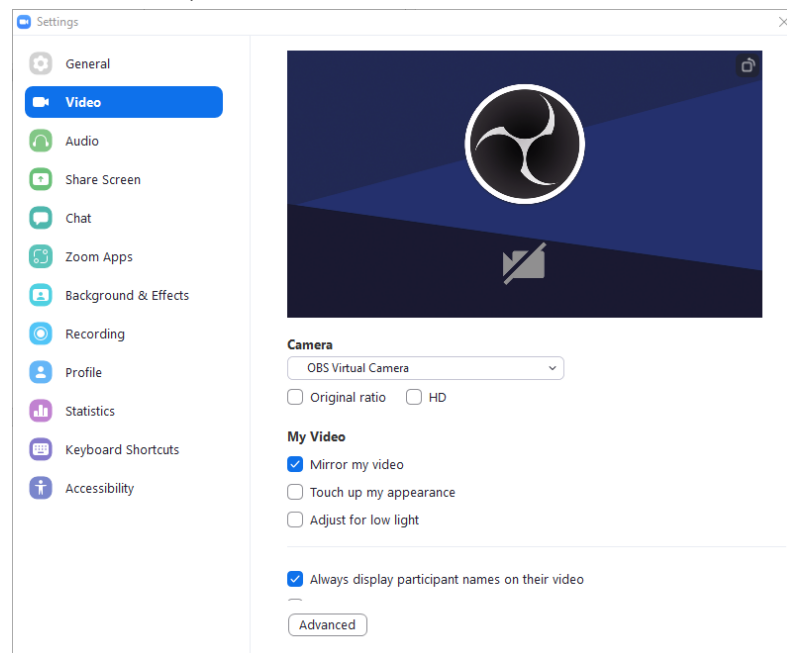 Settings
General
Video
Audio
Share Screen
Chat
Zoom Apps
Background & Effects
Recording
Profile
Statistics
Keyboard Shortcuts
Accessibility
Camera
OBS Virtual Camera
Original ratio HD
My Video
Mirror my video
Touch up my appearance
Adjust for low light
Always display participant names on their video
Advanced